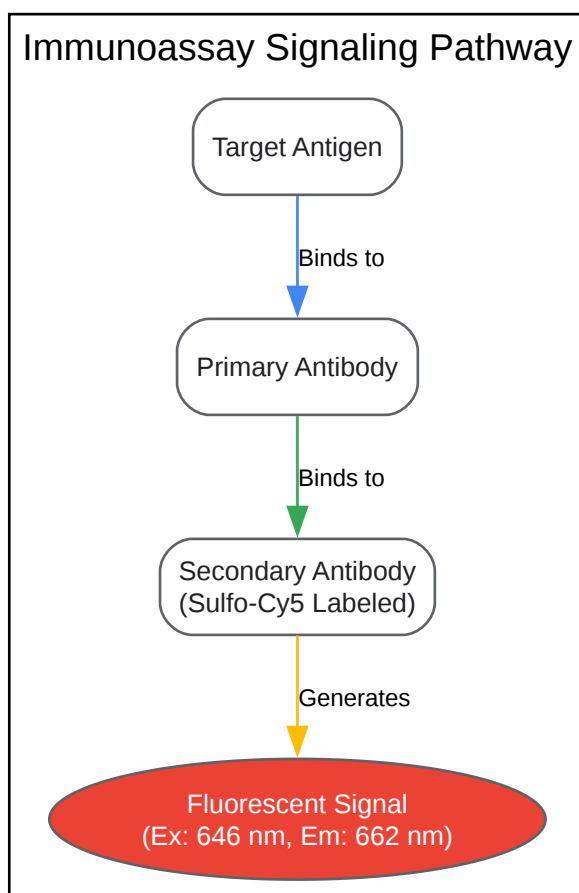 Immunoassay Signaling Pathway
Target Antigen
Binds to
Primary Antibody
Binds to
Secondary Antibody
(Sulfo-Cy5 Labeled)
Generates
Fluorescent Signal
(Ex: 646 nm, Em: 662 nm)